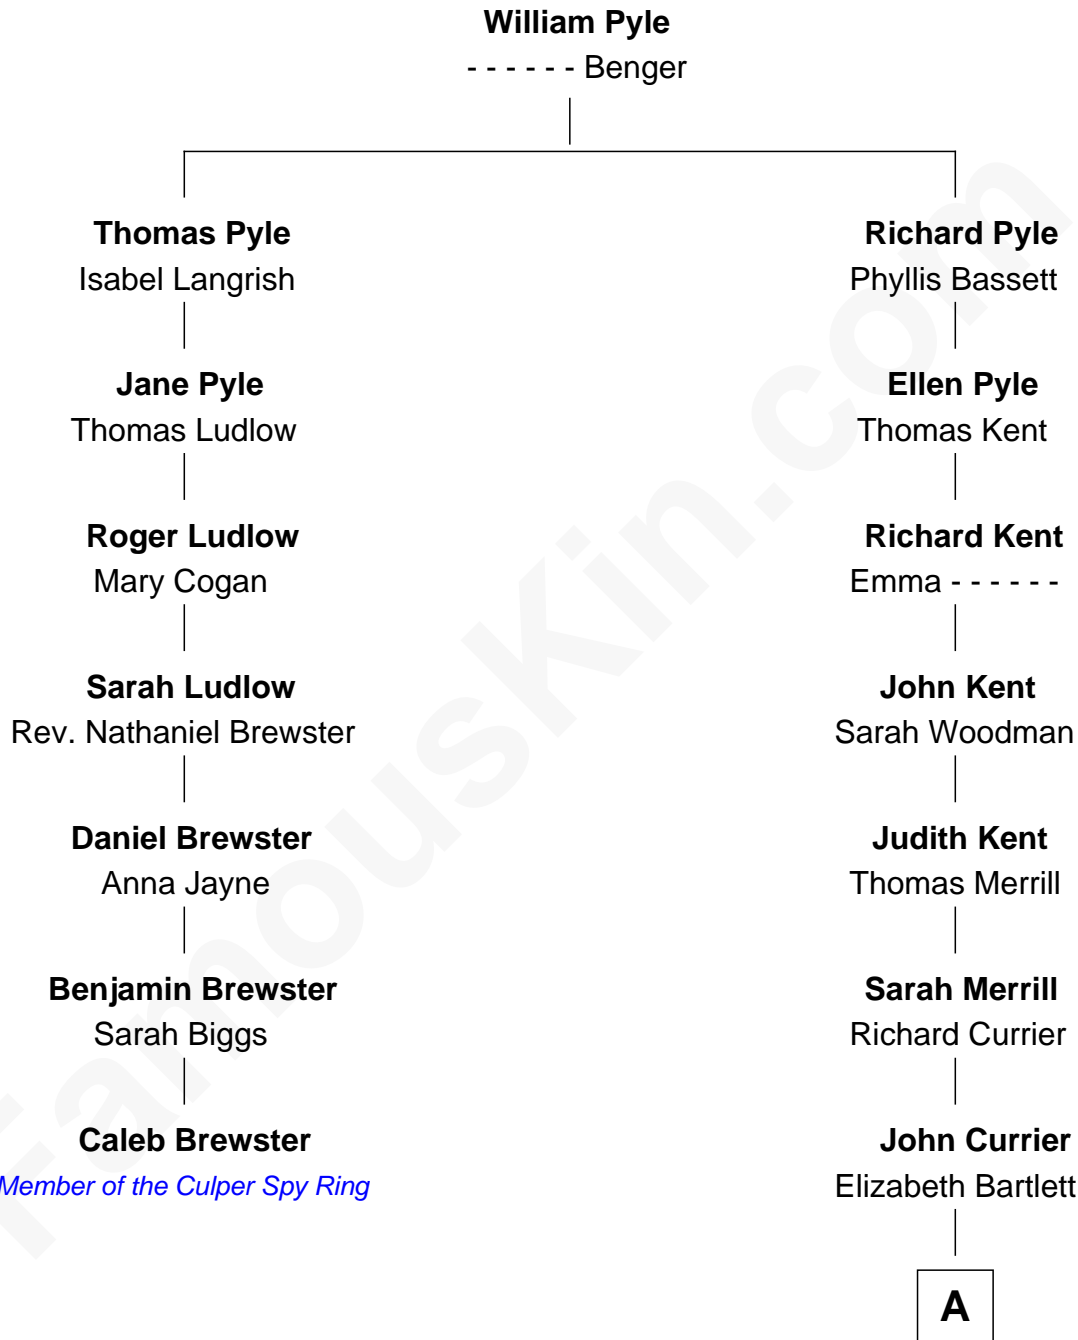 William Pyle
- - - - - - Benger
Thomas Pyle
Isabel Langrish
Richard Pyle
Phyllis Bassett
Jane Pyle
Thomas Ludlow
Ellen Pyle
Thomas Kent
Roger Ludlow
Mary Cogan
Richard Kent
Emma - - - - - -
Sarah Ludlow
Rev. Nathaniel Brewster
John Kent
Sarah Woodman
Daniel Brewster
Anna Jayne
Judith Kent
Thomas Merrill
Benjamin Brewster
Sarah Biggs
Sarah Merrill
Richard Currier
Caleb Brewster
Member of the Culper Spy Ring
John Currier
Elizabeth Bartlett
A
FamousKin.com